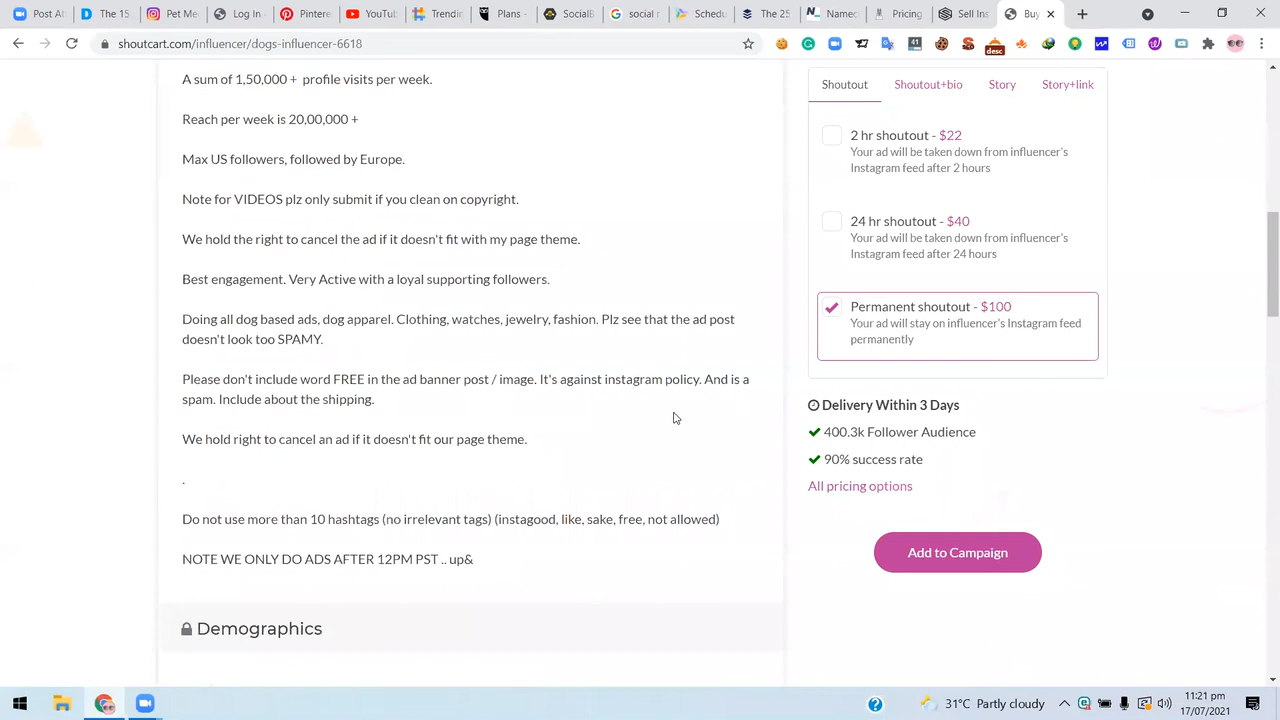 Post At
The 15
Pet Me
Log In
Pintere
YouTu
Trendin
Plans -
SocialB
social r
Schedu
The 25
Namec
Pricing
Sell Ins
Buy
shoutcart.com/influencer/dogs-influencer-6618
41
desc
A sum of 1,50,000 + profile visits per week.
Reach per week is 20,00,000 +
Max US followers, followed by Europe.
Note for VIDEOS plz only submit if you clean on copyright.
We hold the right to cancel the ad if it doesn't fit with my page theme.
Best engagement. Very Active with a loyal supporting followers.
Doing all dog based ads, dog apparel. Clothing, watches, jewelry, fashion. Plz see that the ad post
doesn't look too SPAMY.
Please don't include word FREE in the ad banner post / image. It's against instagram policy. And is a
spam. Include about the shipping.
We hold right to cancel an ad if it doesn't fit our page theme.
.
Do not use more than 10 hashtags (no irrelevant tags) (instagood, like, sake, free, not allowed)
NOTE WE ONLY DO ADS AFTER 12PM PST .. up&
Demographics
Shoutout Shoutout+bio Story Story+link
2 hr shoutout - $22
Your ad will be taken down from influencer's
Instagram feed after 2 hours
24 hr shoutout - $40
Your ad will be taken down from influencer's
Instagram feed after 24 hours
Permanent shoutout - $100
Your ad will stay on influencer's Instagram feed
permanently
Delivery Within 3 Days
400.3k Follower Audience
90% success rate
All pricing options
Add to Campaign
31°C Partly cloudy
11:21 pm
17/07/2021